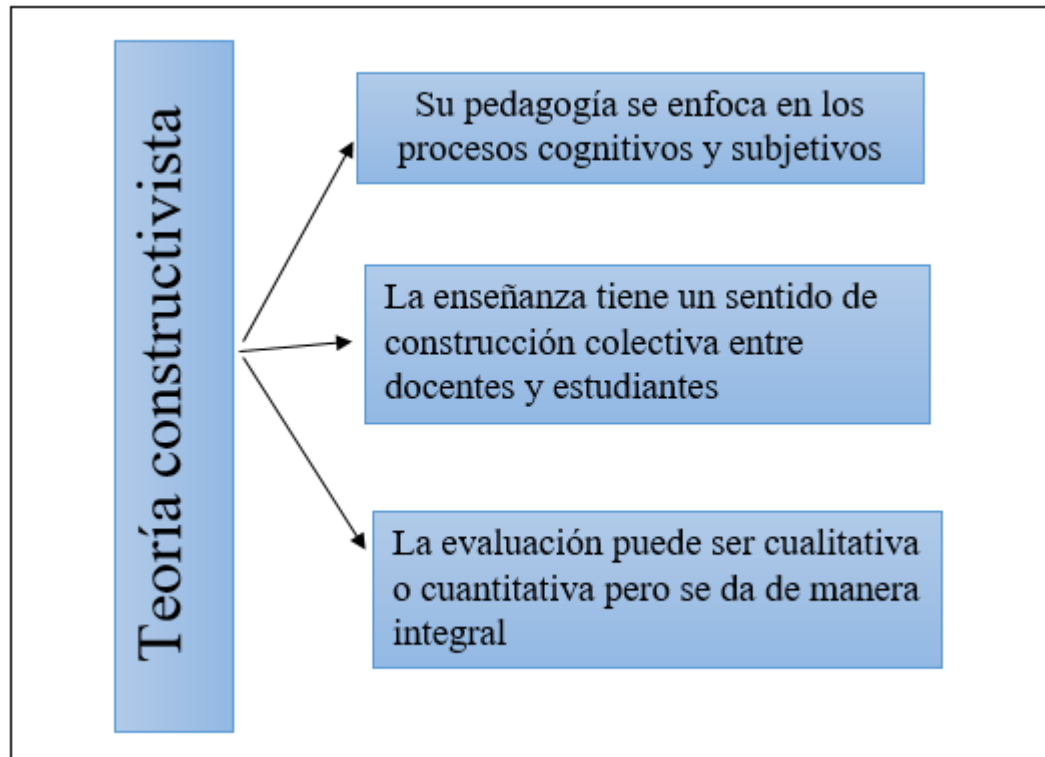 Teoría constructivista
Su pedagogía se enfoca en los
procesos cognitivos y subjetivos
La enseñanza tiene un sentido de
construcción colectiva entre
docentes y estudiantes
La evaluación puede ser cualitativa
o cuantitativa pero se da de manera
integral